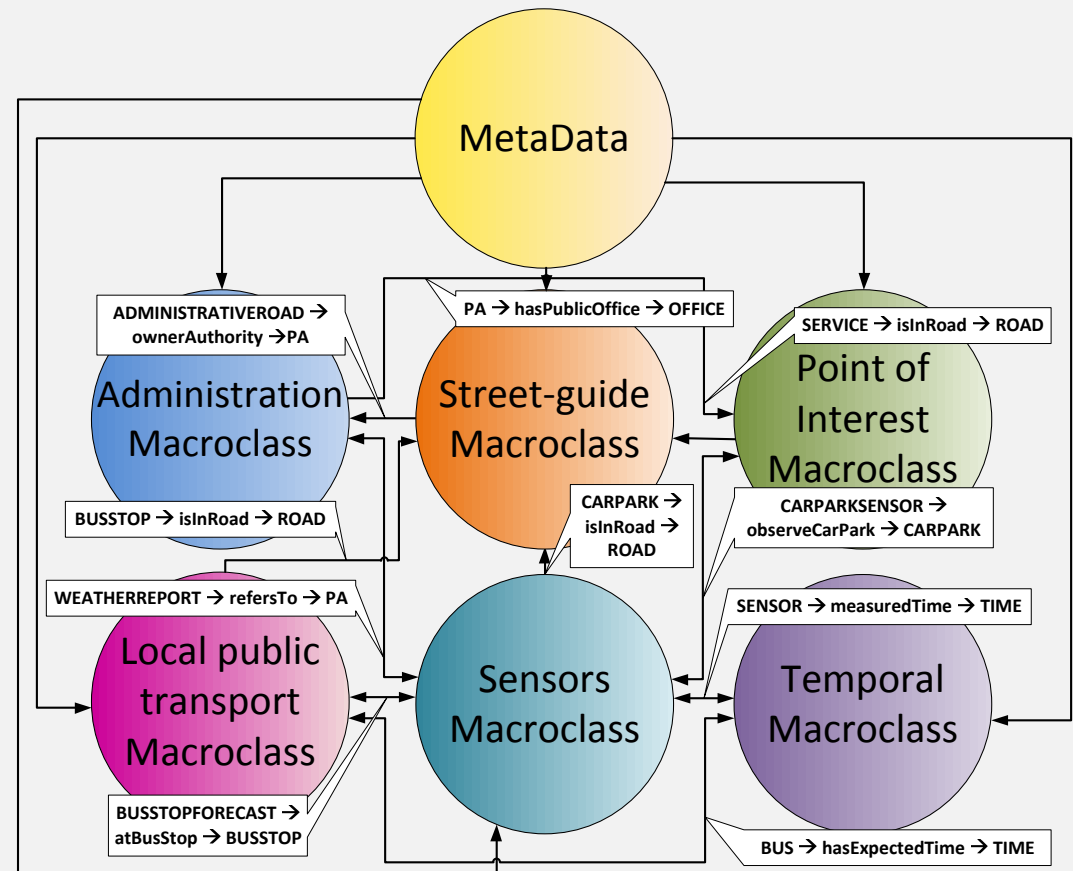 MetaData
ADMINISTRATIVEROAD →
ownerAuthority →PA
PA → hasPublicOffice → OFFICE
SERVICE → isInRoad → ROAD
Administration
Macroclass
Street-guide
Macroclass
Point of
Interest
Macroclass
BUSSTOP → isInRoad → ROAD
CARPARK →
isInRoad →
ROAD
CARPARKSENSOR →
observeCarPark → CARPARK
WEATHERREPORT → refersTo → PA
SENSOR → measuredTime → TIME
Local public
transport
Macroclass
Sensors
Macroclass
Temporal
Macroclass
BUSSTOPFORECAST →
atBusStop → BUSSTOP
BUS → hasExpectedTime → TIME